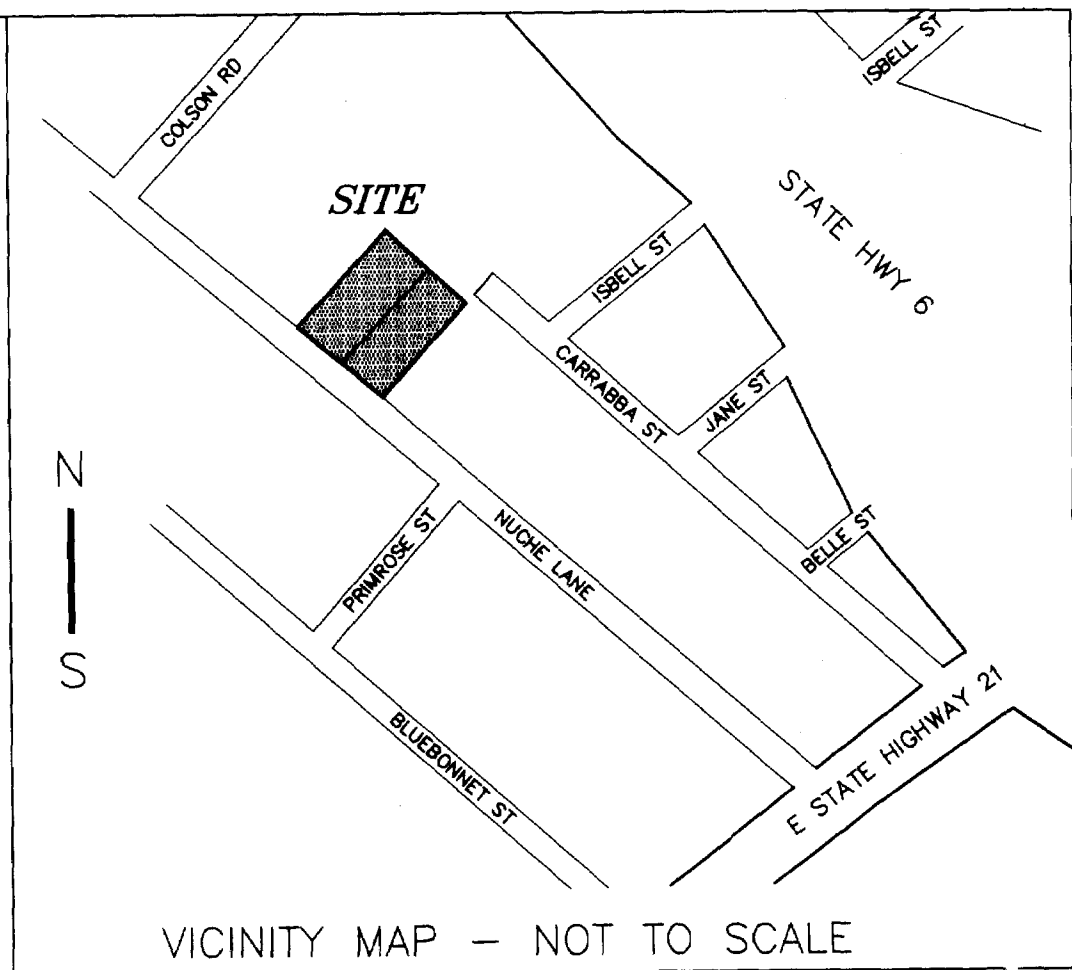 ISBELL ST
COLSON RD
SITE
STATE HWY 6
ISBELL ST
CARRABBA ST
JANE ST
N
S
PRIMROSE ST
NUCHE LANE
BELLE ST
BLUEBONNET ST
E STATE HIGHWAY 21
VICINITY MAP - NOT TO SCALE